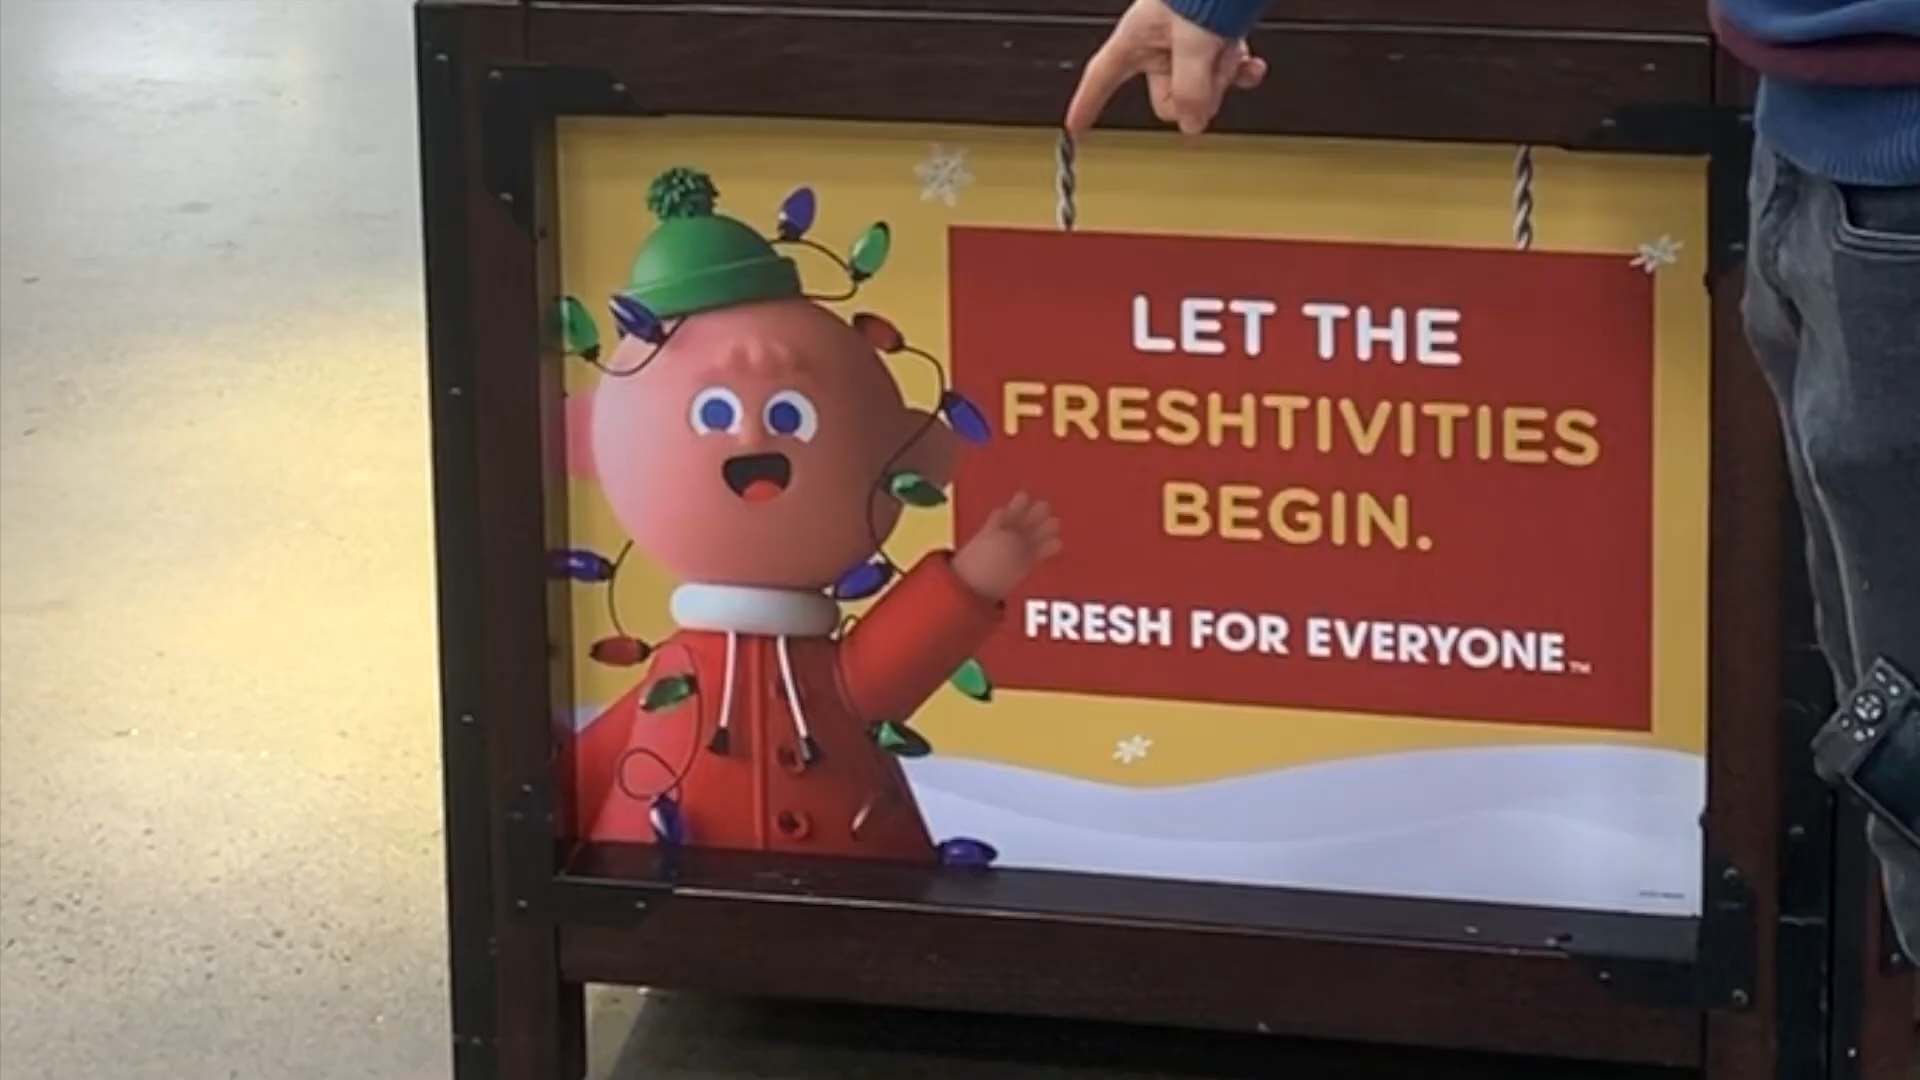 LET THE
FRESHTIVITIES
BEGIN.
FRESH FOR EVERYONE™